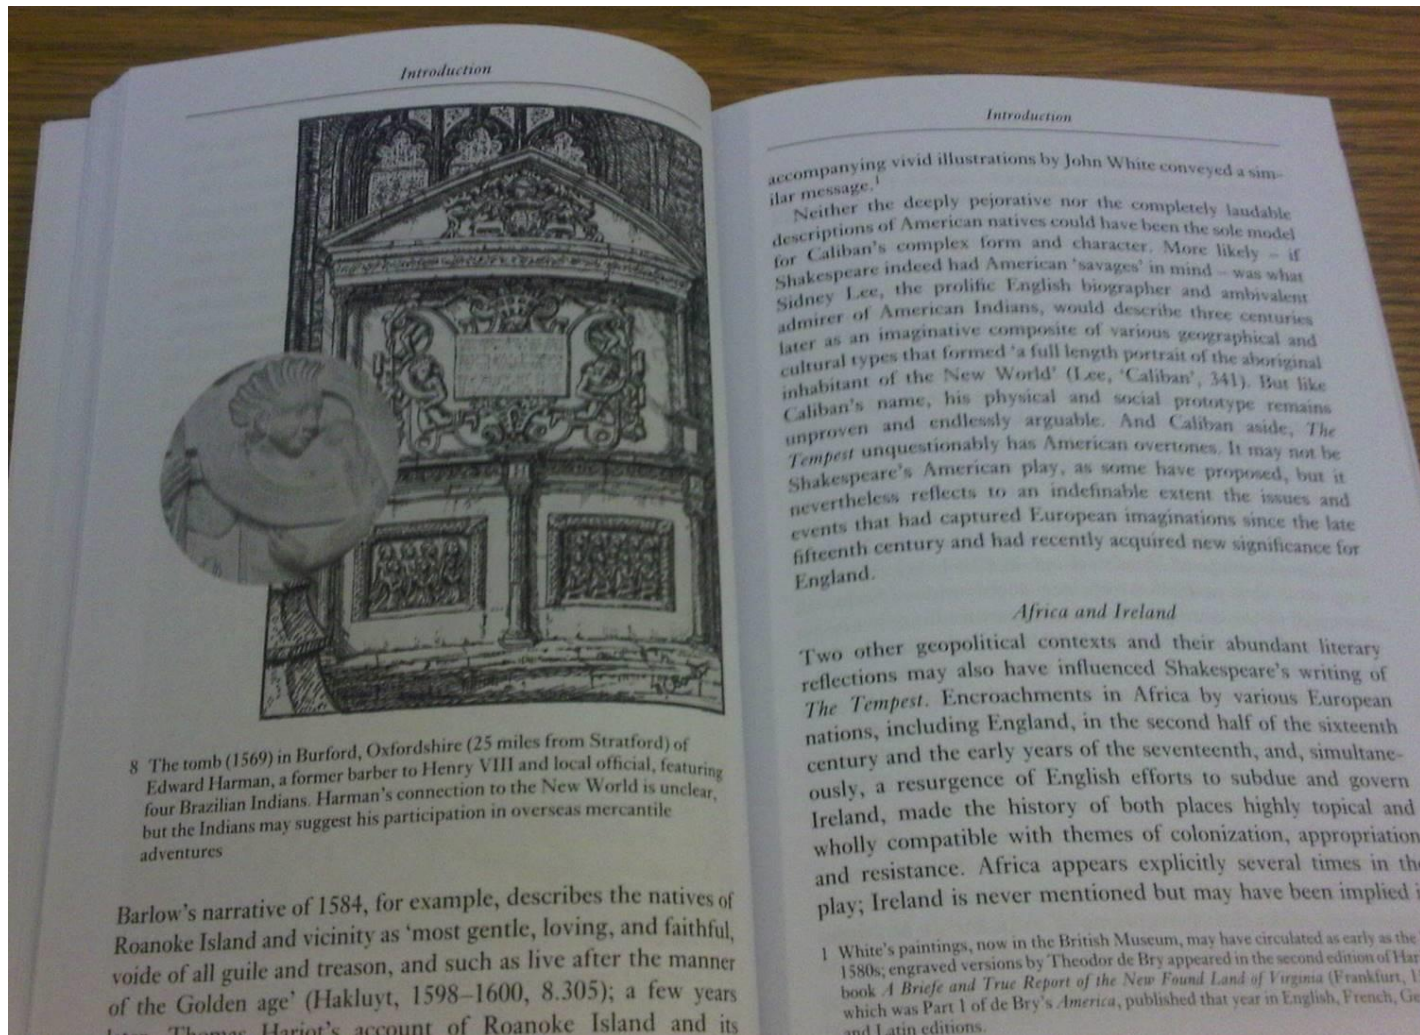 Introduction
8 The tomb (1569) in Burford, Oxfordshire (25 miles from Stratford) of
Edward Harman, a former barber to Henry VIII and local official, featuring
four Brazilian Indians. Harman's connection to the New World is unclear,
but the Indians may suggest his participation in overseas mercantile
adventures
Barlow's narrative of 1584, for example, describes the natives of
Roanoke Island and vicinity as 'most gentle, loving, and faithful,
voide of all guile and treason, and such as live after the manner
of the Golden age' (Hakluyt, 1598–1600, 8.305); a few years
later, Thomas Hariot's account of Roanoke Island and its
Introduction
accompanying vivid illustrations by John White conveyed a sim-
ilar message.1
Neither the deeply pejorative nor the completely laudable
descriptions of American natives could have been the sole model
for Caliban's complex form and character. More likely – if
Shakespeare indeed had American 'savages' in mind – was what
Sidney Lee, the prolific English biographer and ambivalent
admirer of American Indians, would describe three centuries
later as an imaginative composite of various geographical and
cultural types that formed 'a full length portrait of the aboriginal
inhabitant of the New World' (Lee, 'Caliban', 341). But like
Caliban's name, his physical and social prototype remains
unproven and endlessly arguable. And Caliban aside, The
Tempest unquestionably has American overtones. It may not be
Shakespeare's American play, as some have proposed, but it
nevertheless reflects to an indefinable extent the issues and
events that had captured European imaginations since the late
fifteenth century and had recently acquired new significance for
England.
Africa and Ireland
Two other geopolitical contexts and their abundant literary
reflections may also have influenced Shakespeare's writing of
The Tempest. Encroachments in Africa by various European
nations, including England, in the second half of the sixteenth
century and the early years of the seventeenth, and, simultane-
ously, a resurgence of English efforts to subdue and govern
Ireland, made the history of both places highly topical and
wholly compatible with themes of colonization, appropriation
and resistance. Africa appears explicitly several times in the
play; Ireland is never mentioned but may have been implied
1 White's paintings, now in the British Museum, may have circulated as early as the
1580s; engraved versions by Theodor de Bry appeared in the second edition of
book A Briefe and True Report of the New Found Land of Virginia (Frankfurt,
which was Part 1 of de Bry's America, published that year in English, French,
and Latin editions.